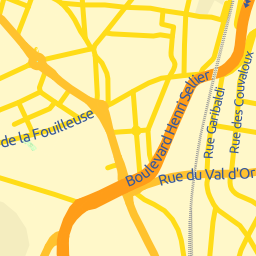 de la Fouilleuse
Boulevard Henri Sellier
Rue Garibaldi
Rue des Couvaloux
Rue du Val d'Or